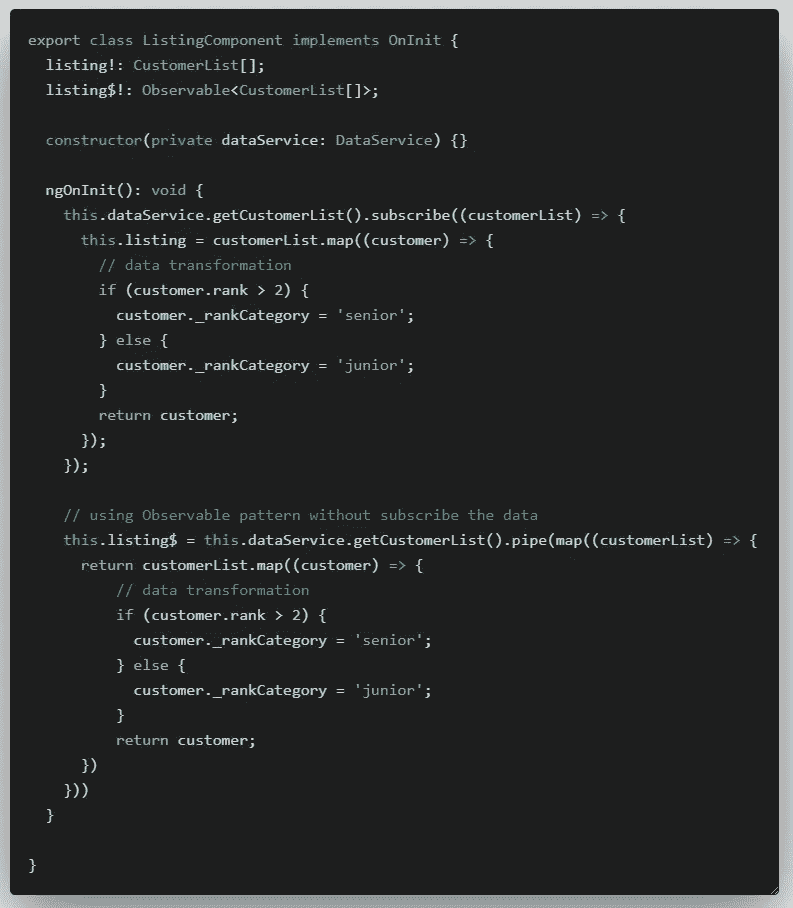 export class ListingComponent implements OnInit {
  listing!: CustomerList[];
  listing$!: Observable<CustomerList[]>;

  constructor(private dataService: DataService) {}

  ngOnInit(): void {
    this.dataService.getCustomerList().subscribe((customerList) => {
      this.listing = customerList.map((customer) => {
        // data transformation
        if (customer.rank > 2) {
          customer._rankCategory = 'senior';
        } else {
          customer._rankCategory = 'junior';
        }
        return customer;
      });
    });

    // using Observable pattern without subscribe the data
    this.listing$ = this.dataService.getCustomerList().pipe(map((customerList) => {
      return customerList.map((customer) => {
          // data transformation
          if (customer.rank > 2) {
            customer._rankCategory = 'senior';
          } else {
            customer._rankCategory = 'junior';
          }
          return customer;
      })
    }))
  }

}